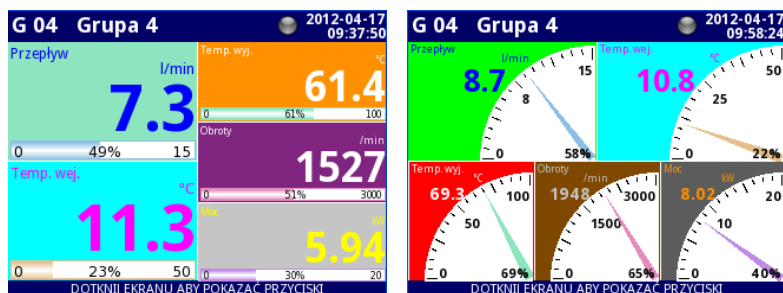 G 04 Grupa 4
2012-04-17
09:37:50
Przepływ
l/min
7.3
0 49% 15
Temp. wej.
°C
11.3
0 23% 50
Temp. wyj.
°C
61.4
0 61% 100
Obroty
/min
1527
0 51% 3000
Moc
kW
5.94
0 30% 20
DOTKNIJ EKRANU ABY POKAZAĆ PRZYCISKI
G 04 Grupa 4
2012-04-17
09:58:24
Przepływ
l/min
8.7
15
8
0
58%
Temp. wej.
°C
10.8
50
25
0
22%
Temp. wyj.
°C
69.3
100
50
0
69%
Obroty
/min
1948
3000
1500
0
65%
Moc
kW
8.02
20
10
0
40%
DOTKNIJ EKRANU ABY POKAZAĆ PRZYCISKI